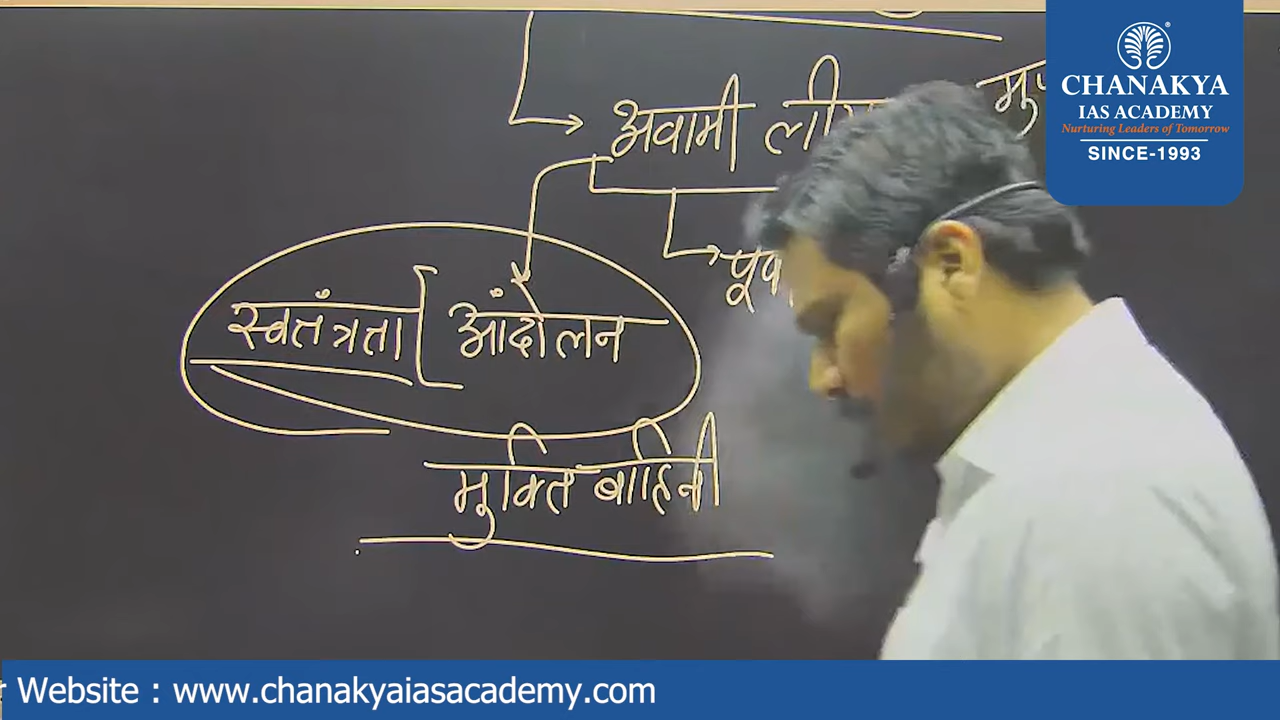 अवामी
स्वतंत्रता आंदोलन
मुक्ति बाहिनी
CHANAKYA
IAS ACADEMY
Nurturing Leaders of Tomorrow
SINCE-1993
Website : www.chanakyaiasacademy.com